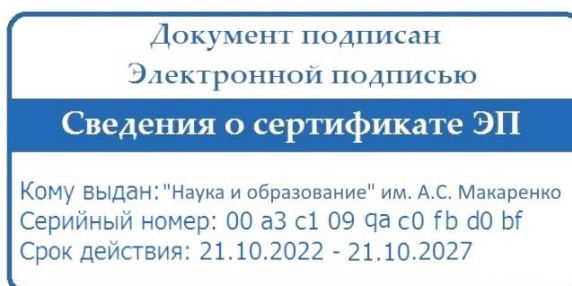 Документ подписан
Электронной подписью
Сведения о сертификате ЭП
Кому выдан:"Наука и образование" им. А.С. Макаренко
Серийный номер: 00 a3 c1 09 qa c0 fb d0 bf
Срок действия: 21.10.2022 - 21.10.2027